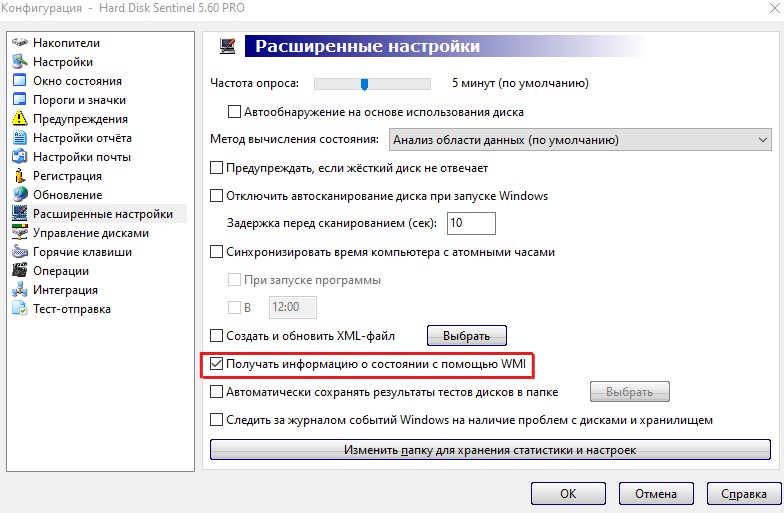 Конфигурация - Hard Disk Sentinel 5.60 PRO
Накопители
Настройки
Окно состояния
Пороги и значки
Предупреждения
Настройки отчёта
Настройки почты
Регистрация
Обновление
Расширенные настройки
Управление дисками
Горячие клавиши
Операции
Интеграция
Тест-отправка
Расширенные настройки
Частота опроса: 5 минут (по умолчанию)
Автообнаружение на основе использования диска
Метод вычисления состояния: Анализ области данных (по умолчанию)
Предупреждать, если жёсткий диск не отвечает
Отключить автосканирование диска при запуске Windows
Задержка перед сканированием (сек): 10
Синхронизировать время компьютера с атомными часами
При запуске программы
В 12:00
Создать и обновить XML-файл Выбрать
Получать информацию о состоянии с помощью WMI
Автоматически сохранять результаты тестов дисков в папке Выбрать
Следить за журналом событий Windows на наличие проблем с дисками и хранилищем
Изменить папку для хранения статистики и настроек
OK Отмена Справка